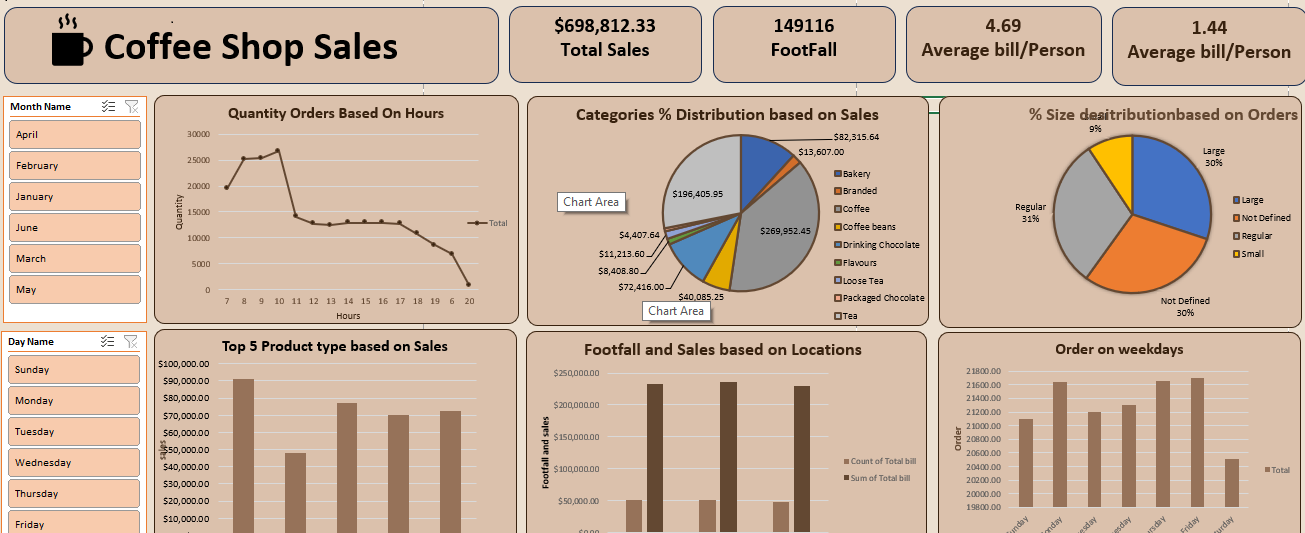 Coffee Shop Sales
$698,812.33
Total Sales
149116
FootFall
4.69
Average bill/Person
1.44
Average bill/Person
Month Name
April
February
January
June
March
May
Quantity Orders Based On Hours
30000
25000
20000
15000
10000
5000
0
Quantity
7 8 9 10 11 12 13 14 15 16 17 18 19 6 20
Hours
Total
Categories % Distribution based on Sales
$82,315.64
$13,607.00
$269,952.45
$40,085.25
$72,416.00
$8,408.80
$11,213.60
$4,407.64
$196,405.95
Chart Area
Chart Area
Bakery
Branded
Coffee
Coffee beans
Drinking Chocolate
Flavours
Loose Tea
Packaged Chocolate
Tea
% Size
based on Orders
9%
Large
30%
Not Defined
30%
Regular
31%
Large
Not Defined
Regular
Small
Day Name
Sunday
Monday
Tuesday
Wednesday
Thursday
Friday
Top 5 Product type based on Sales
$100,000.00
$90,000.00
$80,000.00
$70,000.00
$60,000.00
$50,000.00
$40,000.00
$30,000.00
$20,000.00
$10,000.00
sales
Footfall and Sales based on Locations
$250,000.00
$200,000.00
$150,000.00
$100,000.00
$50,000.00
$0.00
Footfall and sales
Count of Total bill
Sum of Total bill
Order on weekdays
21800.00
21600.00
21400.00
21200.00
21000.00
20800.00
20600.00
20400.00
20200.00
20000.00
19800.00
Order
Friday
Total